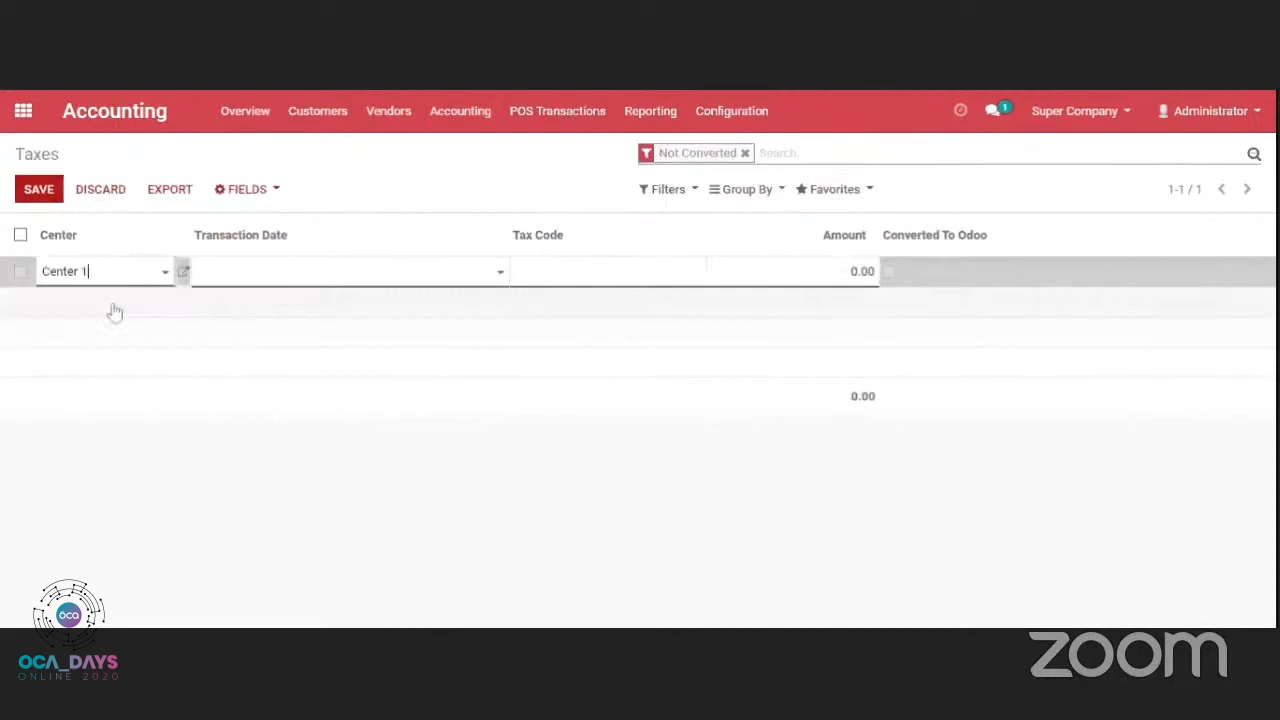 Accounting Overview Customers Vendors Accounting POS Transactions Reporting Configuration 1 Super Company Administrator
Taxes Not Converted Search...
SAVE DISCARD EXPORT FIELDS Filters Group By Favorites 1-1 / 1
Center Transaction Date Tax Code Amount Converted To Odoo
Center 1 0.00
0.00
oca
OCA_DAYS
ONLINE 2020
zoom